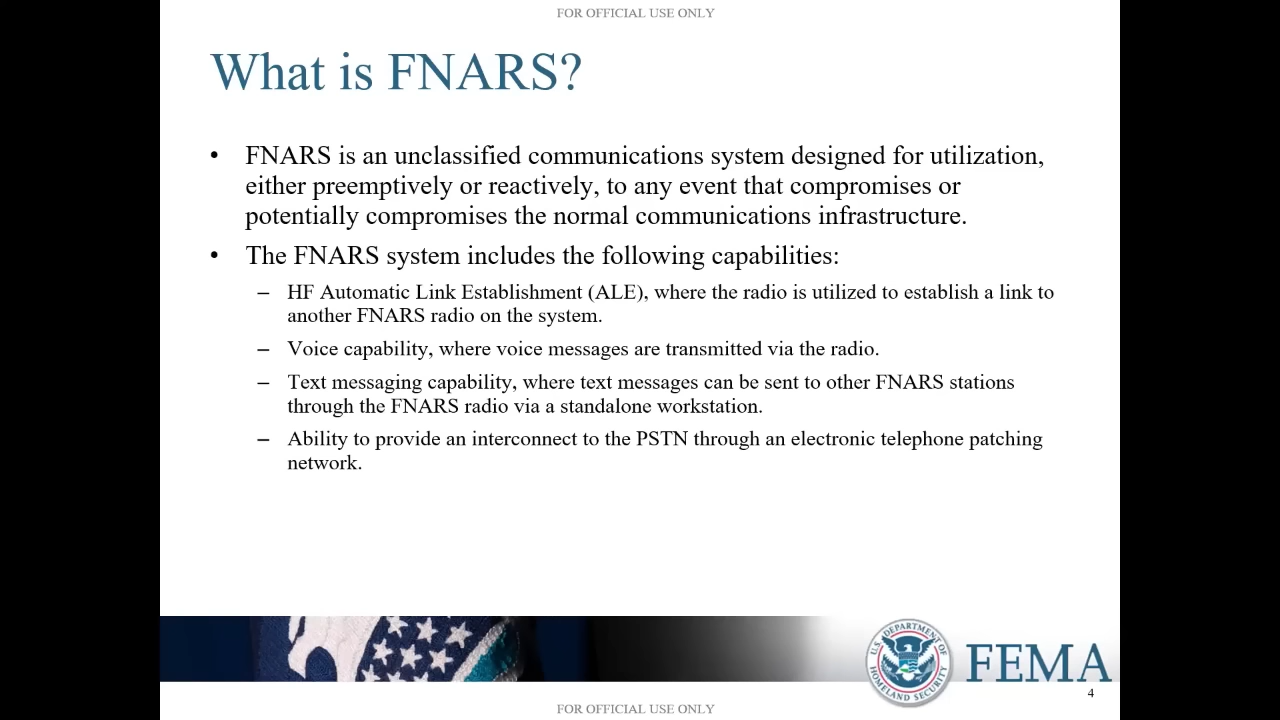 FOR OFFICIAL USE ONLY
What is FNARS?
• FNARS is an unclassified communications system designed for utilization,
either preemptively or reactively, to any event that compromises or
potentially compromises the normal communications infrastructure.
• The FNARS system includes the following capabilities:
– HF Automatic Link Establishment (ALE), where the radio is utilized to establish a link to
another FNARS radio on the system.
– Voice capability, where voice messages are transmitted via the radio.
– Text messaging capability, where text messages can be sent to other FNARS stations
through the FNARS radio via a standalone workstation.
– Ability to provide an interconnect to the PSTN through an electronic telephone patching
network.
U.S. DEPARTMENT OF
HOMELAND SECURITY
FEMA
4
FOR OFFICIAL USE ONLY